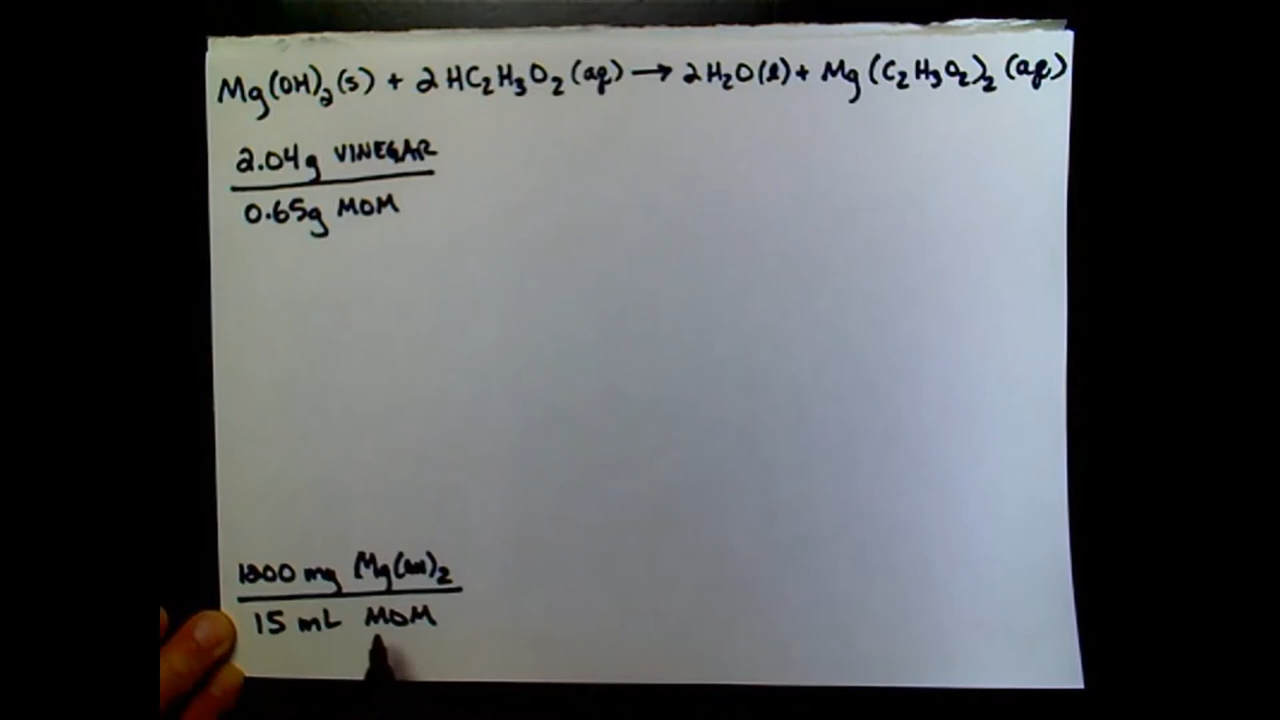 Mg(OH)₂(s) + 2HC₂H₃O₂(aq) → 2H₂O(l) + Mg(C₂H₃O₂)₂(aq)
2.04g VINEGAR
0.65g MOM
1200 mg Mg(OH)₂
15 mL MOM